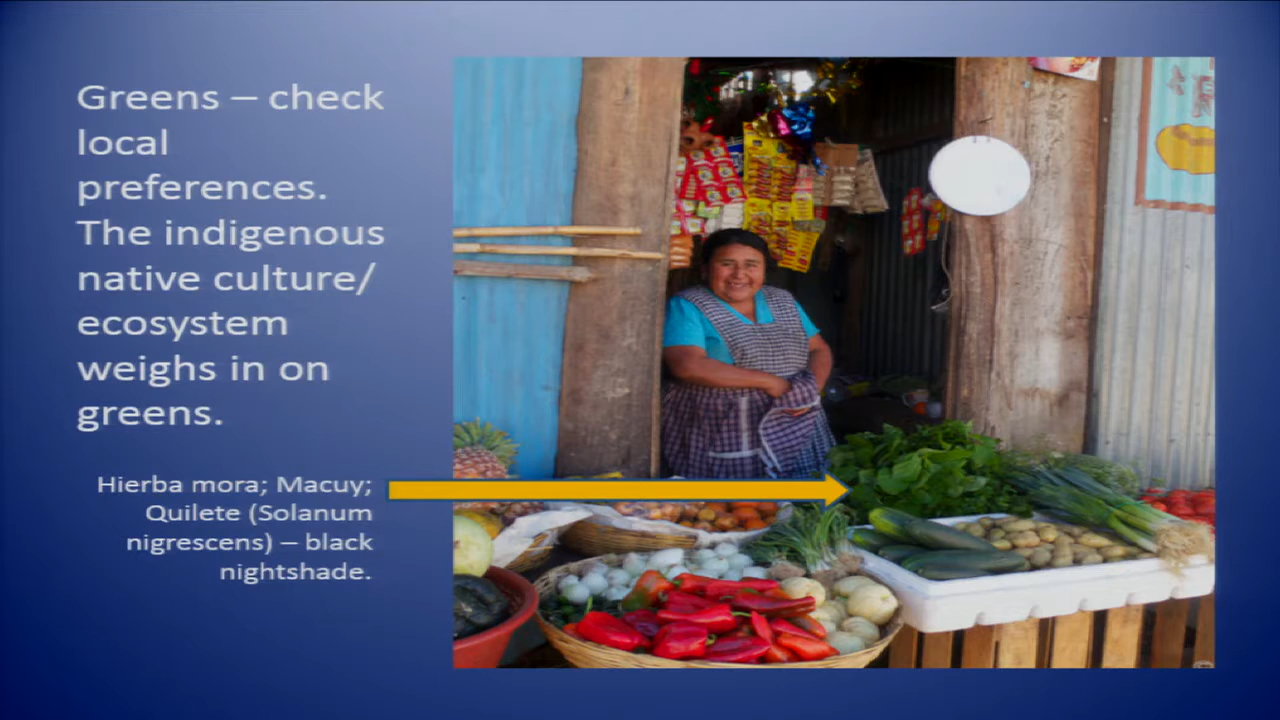 Greens – check
local
preferences.
The indigenous
native culture/
ecosystem
weighs in on
greens.
Hierba mora; Macuy;
Quilete (Solanum
nigrescens) – black
nightshade.